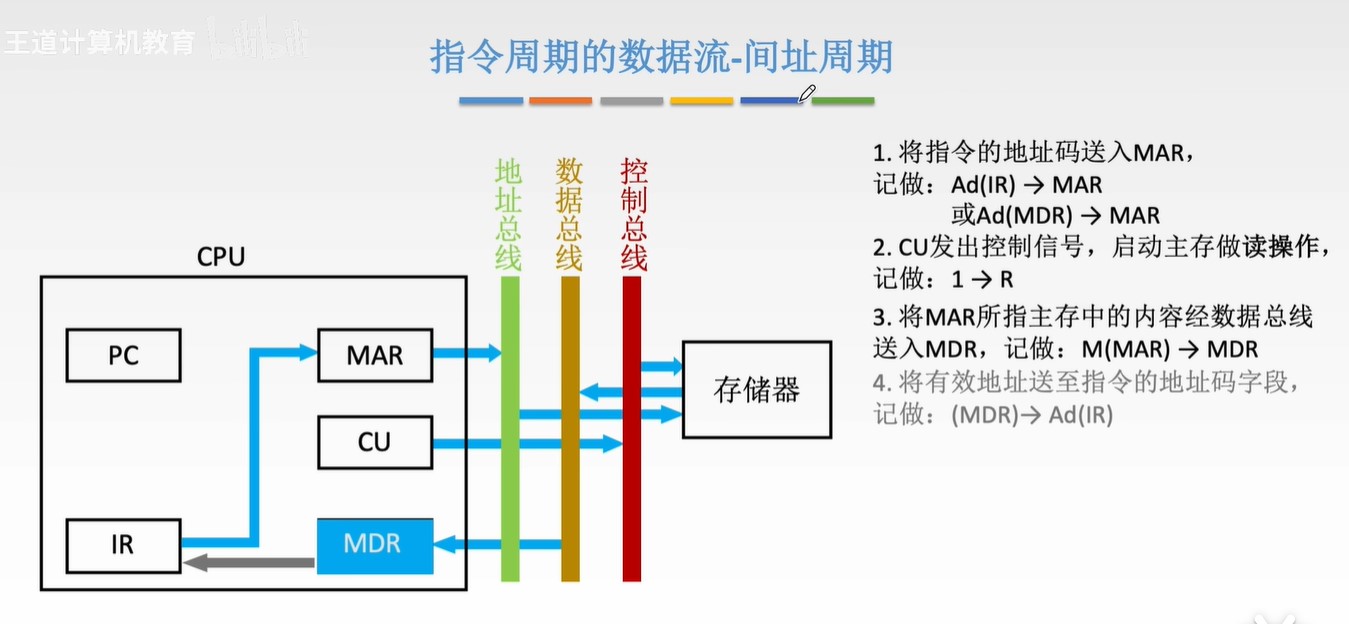 王道计算机教育
指令周期的数据流-间址周期
地址总线
数据总线
控制总线
CPU
PC
MAR
CU
IR
MDR
存储器
1. 将指令的地址码送入MAR，
记做：Ad(IR) → MAR
或Ad(MDR) → MAR
2. CU发出控制信号，启动主存做读操作，
记做：1 → R
3. 将MAR所指主存中的内容经数据总线
送入MDR，记做：M(MAR) → MDR
4. 将有效地址送至指令的地址码字段，
记做：(MDR)→ Ad(IR)